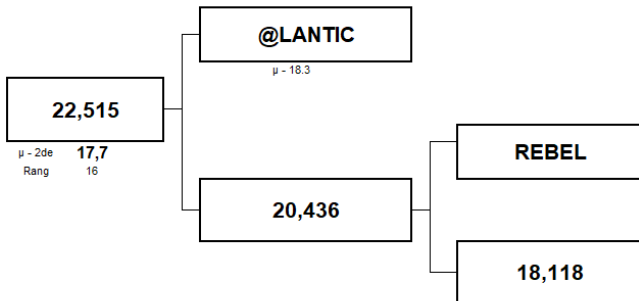 @LANTIC
µ - 18.3
22,515
µ - 2de 17,7
Rang 16
REBEL
20,436
18,118